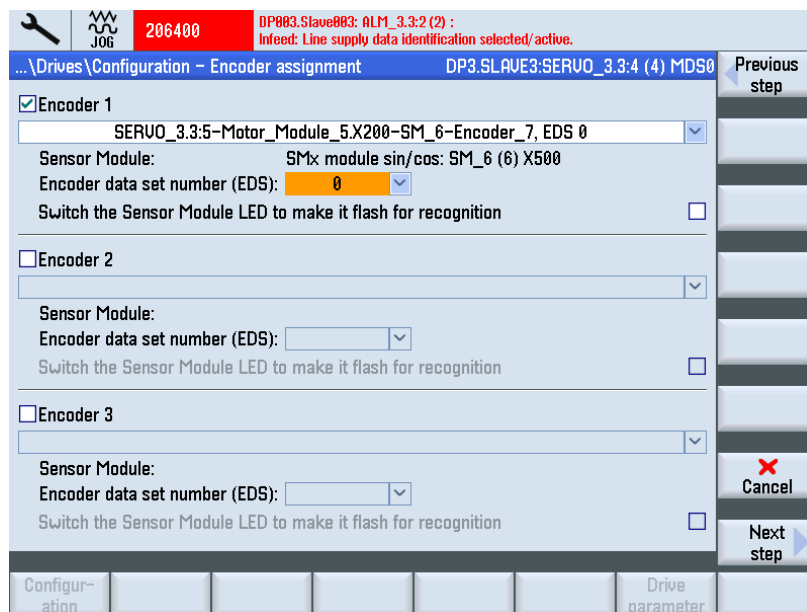 JOG
206400
DP003.Slave003: ALM_3.3:2 (2) :
Infeed: Line supply data identification selected/active.
...\Drives\Configuration - Encoder assignment
DP3.SLAVE3:SERVO_3.3:4 (4) MDS0
Previous
step
Encoder 1
SERVO_3.3:5-Motor_Module_5.X200-SM_6-Encoder_7, EDS 0
Sensor Module:
SMx module sin/cos: SM_6 (6) X500
Encoder data set number (EDS):
0
Switch the Sensor Module LED to make it flash for recognition
Encoder 2
Sensor Module:
Encoder data set number (EDS):
Switch the Sensor Module LED to make it flash for recognition
Encoder 3
Sensor Module:
Encoder data set number (EDS):
Switch the Sensor Module LED to make it flash for recognition
Cancel
Next
step
Configur-
ation
Drive
parameter